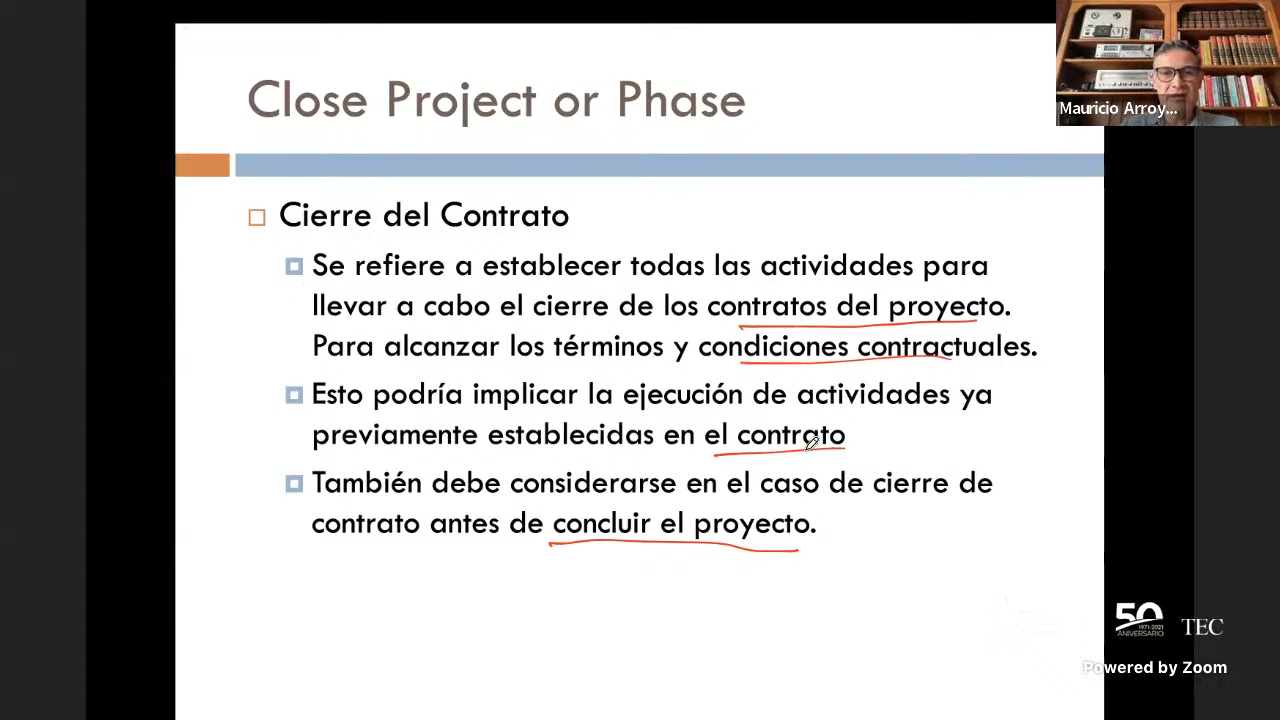 Close Project or Phase
Mauricio Arroy...
Cierre del Contrato
Se refiere a establecer todas las actividades para
llevar a cabo el cierre de los contratos del proyecto.
Para alcanzar los términos y condiciones contractuales.
Esto podría implicar la ejecución de actividades ya
previamente establecidas en el contrato
También debe considerarse en el caso de cierre de
contrato antes de concluir el proyecto.
50
1971-2021
ANIVERSARIO
TEC
Powered by Zoom